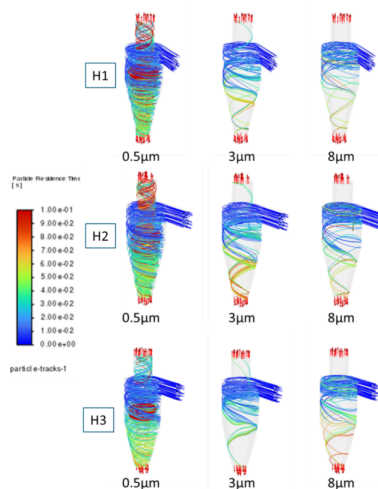 H1
0.5μm
3μm
8μm
Particle Residence Time
[ s ]
1.00e-01
9.00e-02
8.00e-02
7.00e-02
6.00e-02
5.00e-02
4.00e-02
3.00e-02
2.00e-02
1.00e-02
0.00e+00
particle-tracks-1
H2
0.5μm
3μm
8μm
H3
0.5μm
3μm
8μm